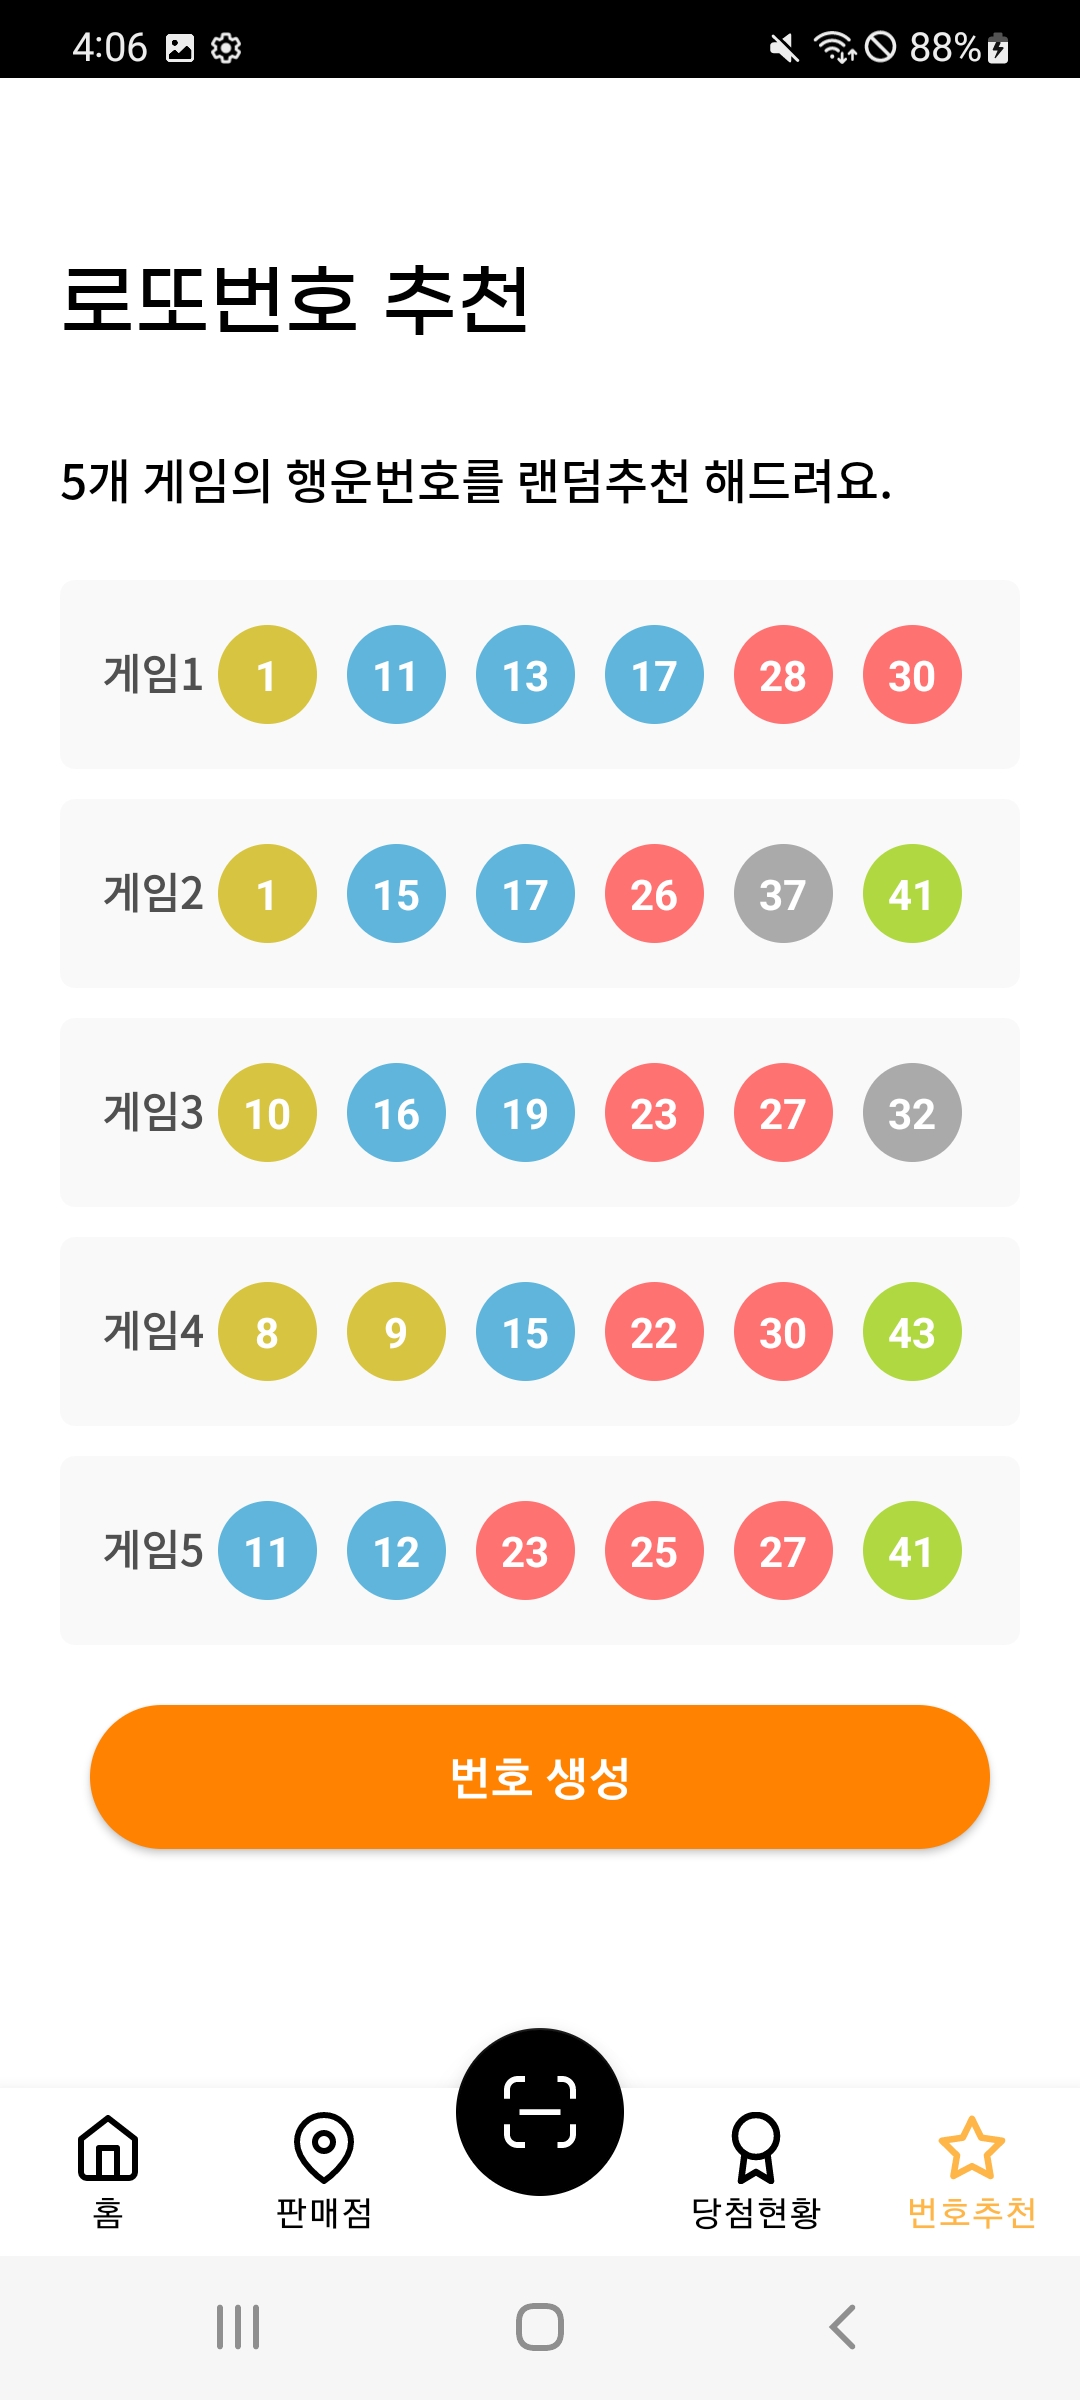 4:06 88%
로또번호 추천
5개 게임의 행운번호를 랜덤추천 해드려요.
게임1 1 11 13 17 28 30
게임2 1 15 17 26 37 41
게임3 10 16 19 23 27 32
게임4 8 9 15 22 30 43
게임5 11 12 23 25 27 41
번호 생성
홈 판매점 당첨현황 번호추천